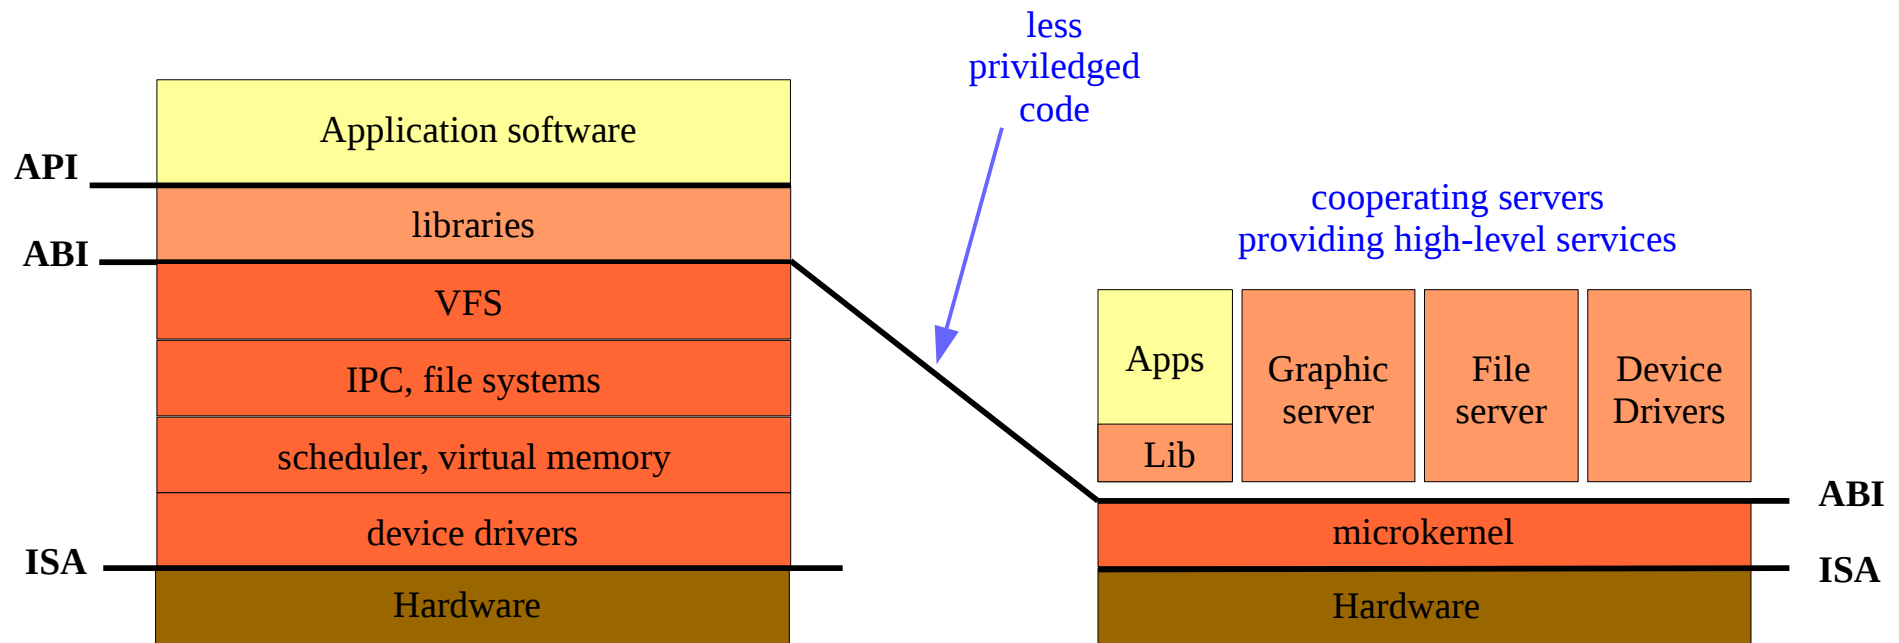 less
priviledged
code
Application software
API
libraries
ABI
VFS
IPC, file systems
scheduler, virtual memory
device drivers
ISA
Hardware
cooperating servers
providing high-level services
Apps
Lib
Graphic
server
File
server
Device
Drivers
ABI
microkernel
ISA
Hardware